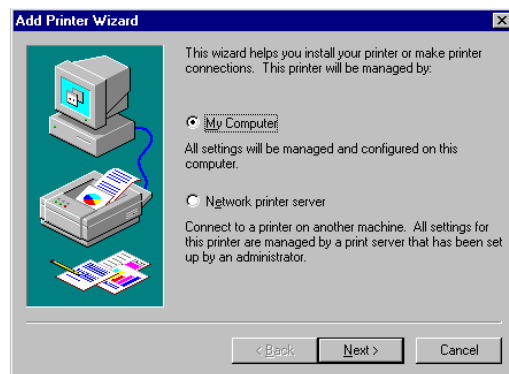 Add Printer Wizard
This wizard helps you install your printer or make printer
connections. This printer will be managed by:
My Computer
All settings will be managed and configured on this
computer.
Network printer server
Connect to a printer on another machine. All settings for
this printer are managed by a print server that has been set
up by an administrator.
< Back Next > Cancel